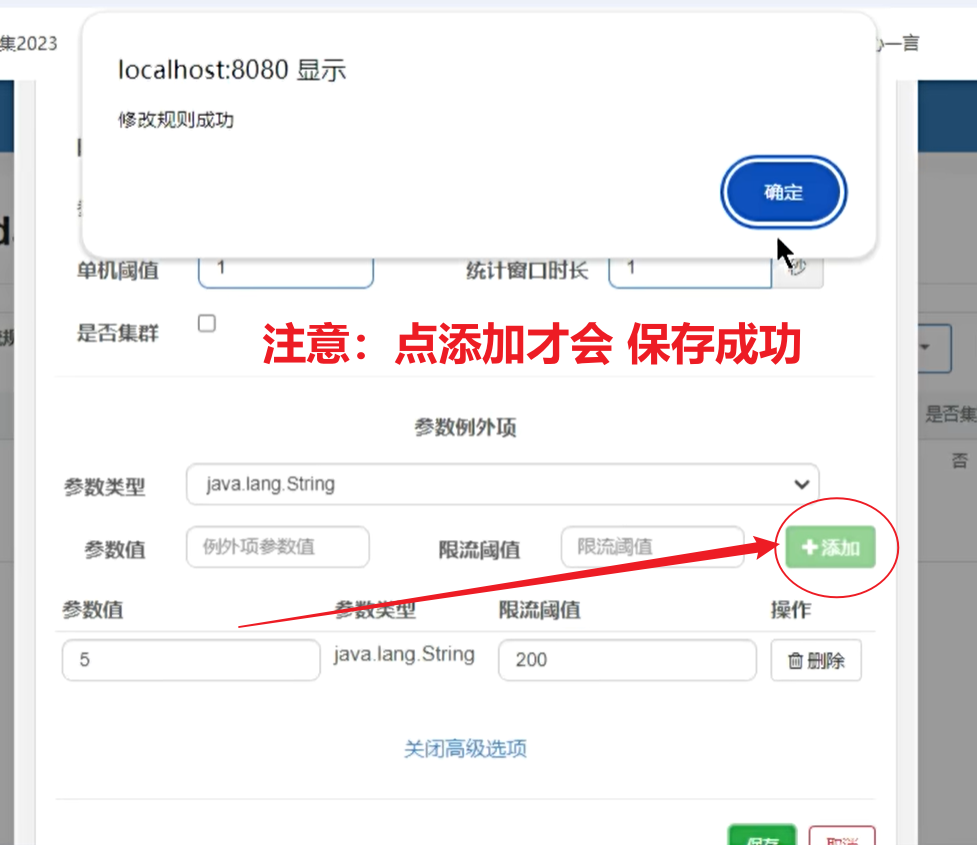 集2023
心一言
localhost:8080 显示
修改规则成功
确定
单机阈值 1 统计窗口时长 1 秒
是否集群
注意：点添加才会 保存成功
是否集
否
参数例外项
参数类型 java.lang.String
参数值 例外项参数值 限流阈值 限流阈值 添加
参数值 参数类型 限流阈值 操作
5 java.lang.String 200 删除
关闭高级选项
保存 取消